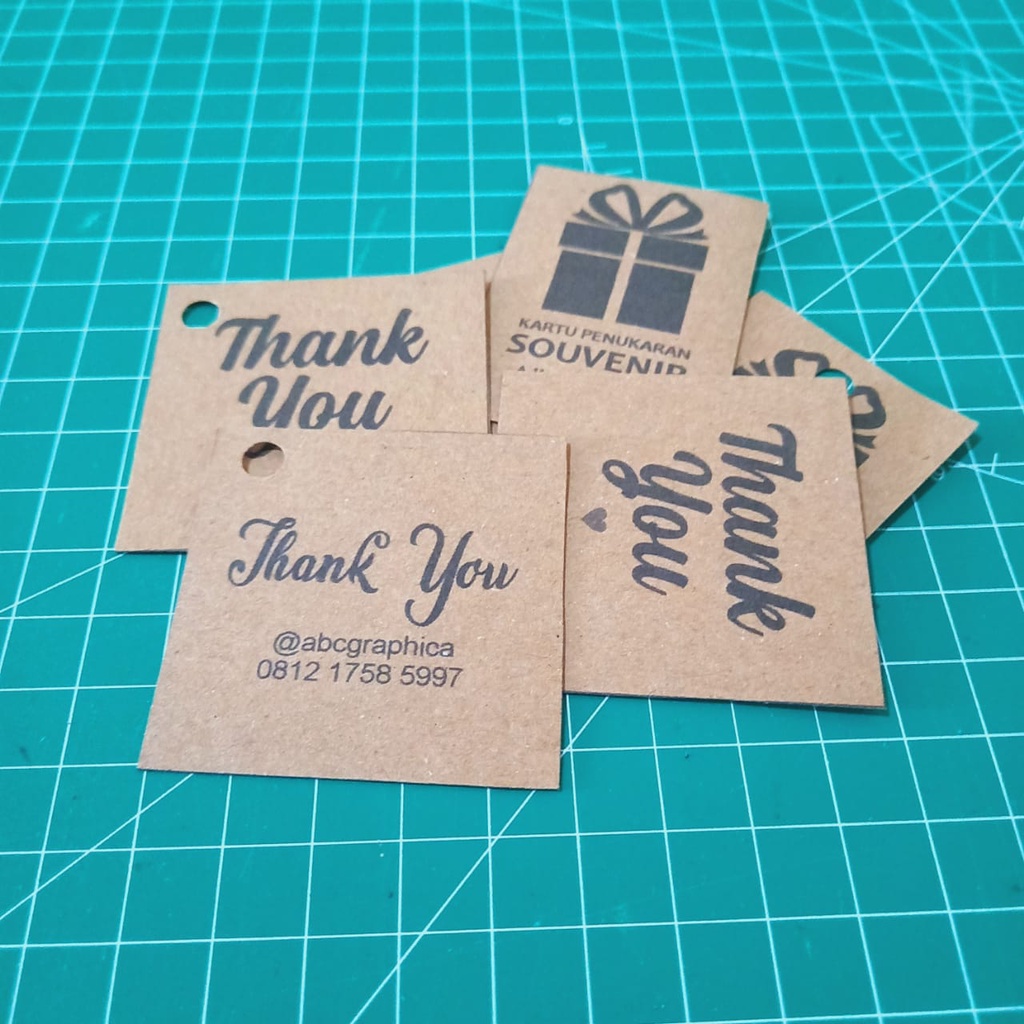 Thank
You
KARTU PENUKARAN
SOUVENIR
Thank
You
Thank You
@abcgraphica
0812 1758 5997